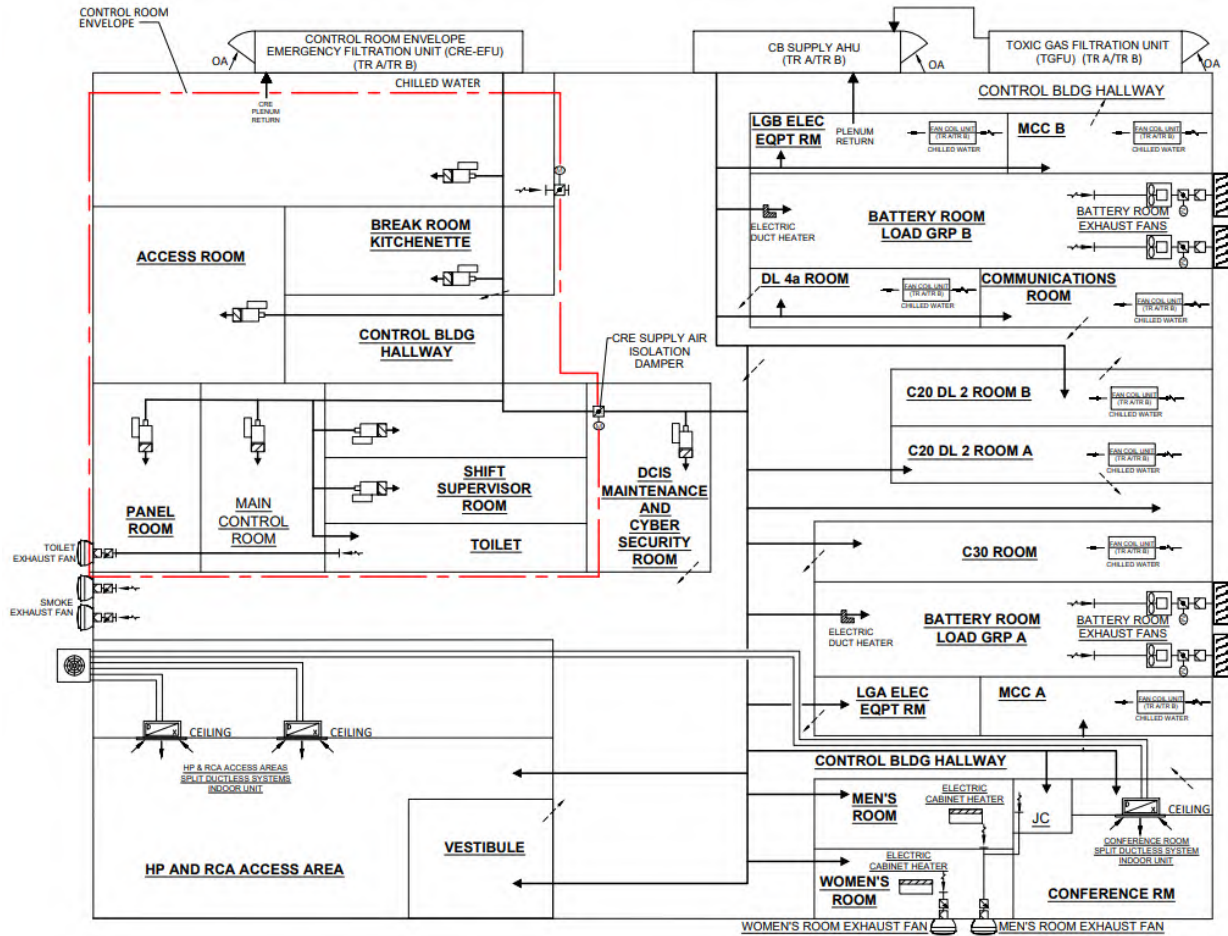 CONTROL ROOM
ENVELOPE
CONTROL ROOM ENVELOPE
EMERGENCY FILTRATION UNIT (CRE-EFU)
(TR A/TR B)
OA
CB SUPPLY AHU
(TR A/TR B)
OA
TOXIC GAS FILTRATION UNIT
(TGFU) (TR A/TR B)
OA
CHILLED WATER
CRE
PLENUM
RETURN
CONTROL BLDG HALLWAY
LGB ELEC
EQPT RM
PLENUM
RETURN
FAN COIL UNIT
(TR A/TR B)
CHILLED WATER
MCC B
FAN COIL UNIT
(TR A/TR B)
CHILLED WATER
BREAK ROOM
KITCHENETTE
ACCESS ROOM
ELECTRIC
DUCT HEATER
BATTERY ROOM
LOAD GRP B
BATTERY ROOM
EXHAUST FANS
DL 4a ROOM
FAN COIL UNIT
(TR A/TR B)
CHILLED WATER
COMMUNICATIONS
ROOM
FAN COIL UNIT
(TR A/TR B)
CHILLED WATER
CONTROL BLDG
HALLWAY
CRE SUPPLY AIR
ISOLATION
DAMPER
C20 DL 2 ROOM B
FAN COIL UNIT
(TR A/TR B)
CHILLED WATER
C20 DL 2 ROOM A
FAN COIL UNIT
(TR A/TR B)
CHILLED WATER
PANEL
ROOM
MAIN
CONTROL
ROOM
SHIFT
SUPERVISOR
ROOM
TOILET
DCIS
MAINTENANCE
AND
CYBER
SECURITY
ROOM
TOILET
EXHAUST FAN
SMOKE
EXHAUST FAN
C30 ROOM
FAN COIL UNIT
(TR A/TR B)
CHILLED WATER
ELECTRIC
DUCT HEATER
BATTERY ROOM
LOAD GRP A
BATTERY ROOM
EXHAUST FANS
LGA ELEC
EQPT RM
MCC A
FAN COIL UNIT
(TR A/TR B)
CHILLED WATER
D
X
CEILING
D
X
CEILING
HP & RCA ACCESS AREAS
SPLIT DUCTLESS SYSTEMS
INDOOR UNIT
CONTROL BLDG HALLWAY
MEN'S
ROOM
ELECTRIC
CABINET HEATER
JC
D
X
CEILING
CONFERENCE ROOM
SPLIT DUCTLESS SYSTEM
INDOOR UNIT
VESTIBULE
HP AND RCA ACCESS AREA
WOMEN'S
ROOM
ELECTRIC
CABINET HEATER
CONFERENCE RM
WOMEN'S ROOM EXHAUST FAN
MEN'S ROOM EXHAUST FAN